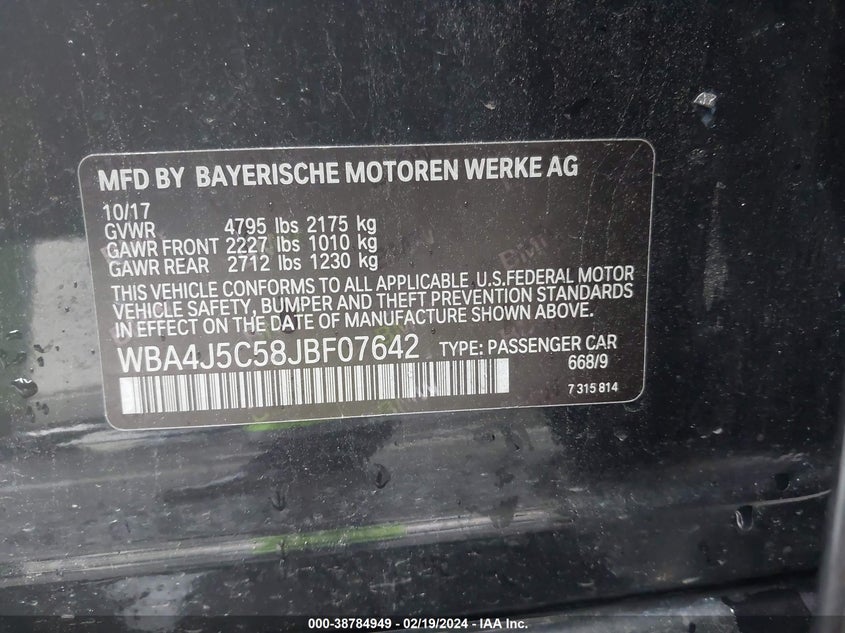 MFD BY BAYERISCHE MOTOREN WERKE AG
10/17
GVWR 4795 lbs 2175 kg
GAWR FRONT 2227 lbs 1010 kg
GAWR REAR 2712 lbs 1230 kg
THIS VEHICLE CONFORMS TO ALL APPLICABLE U.S.FEDERAL MOTOR
VEHICLE SAFETY, BUMPER AND THEFT PREVENTION STANDARDS
IN EFFECT ON THE DATE OF MANUFACTURE SHOWN ABOVE.
WBA4J5C58JBF07642 TYPE: PASSENGER CAR
668/9
7 315 814
000-38784949 - 02/19/2024 - IAA Inc.